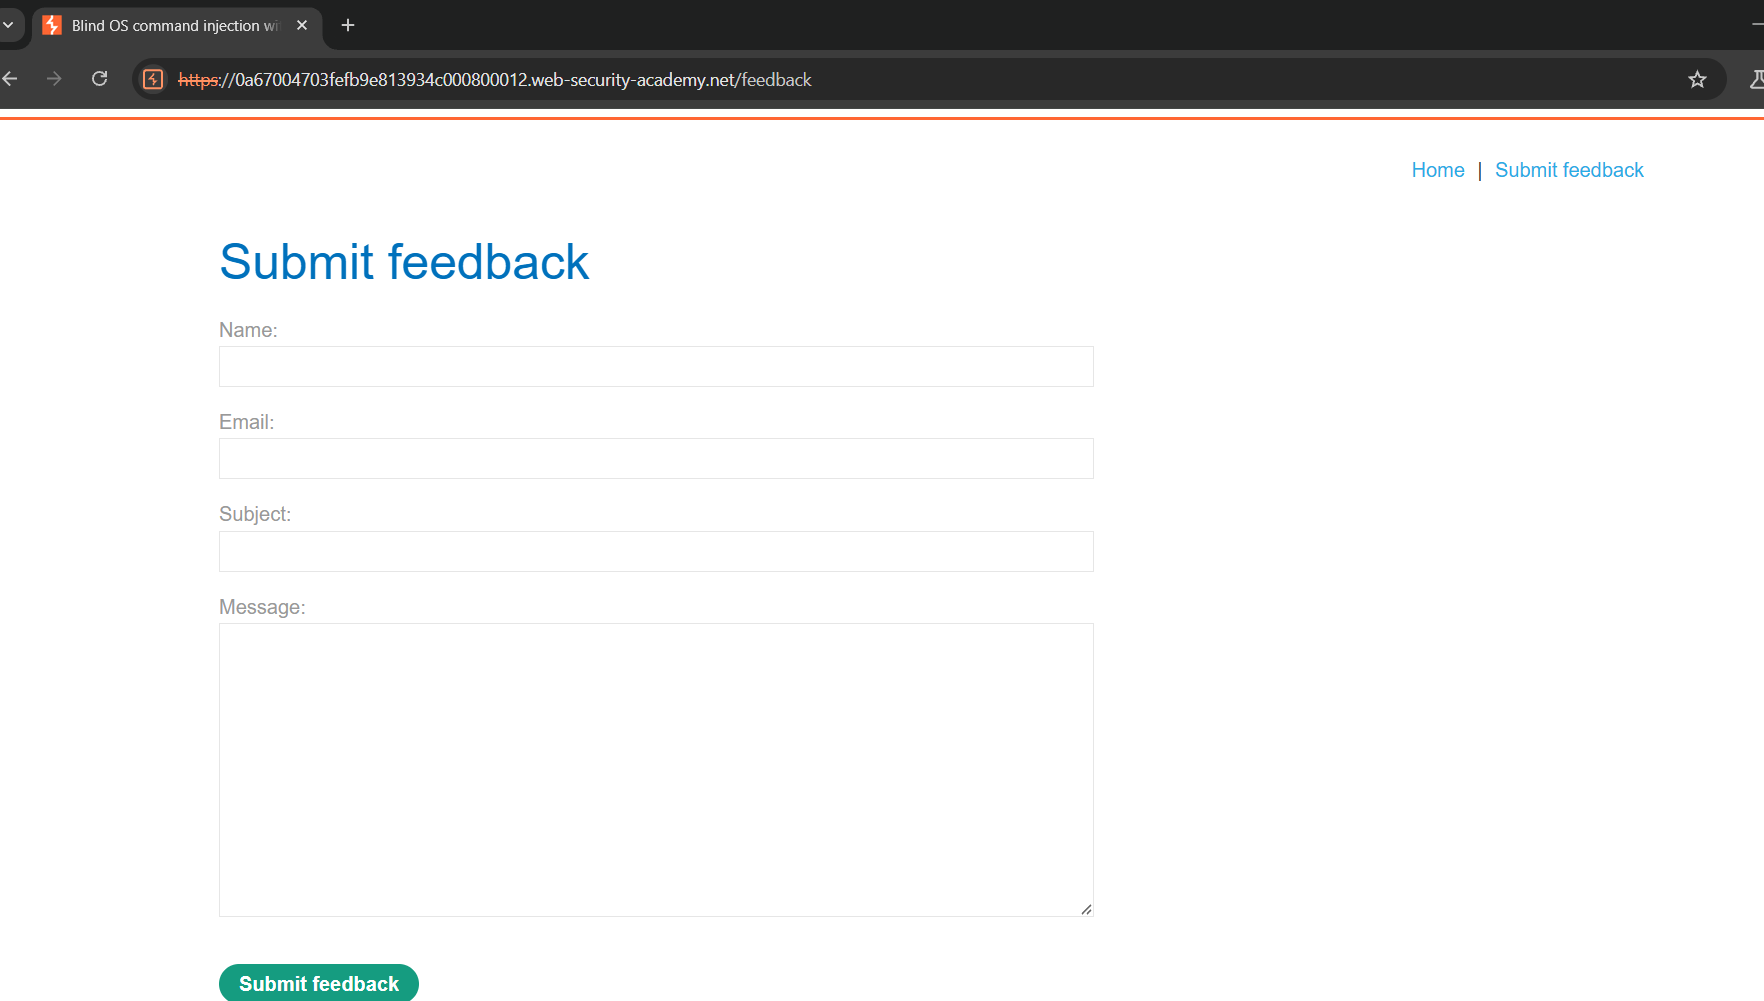 Blind OS command injection wi
https://0a67004703fefb9e813934c000800012.web-security-academy.net/feedback
Home | Submit feedback
Submit feedback
Name:
Email:
Subject:
Message:
Submit feedback